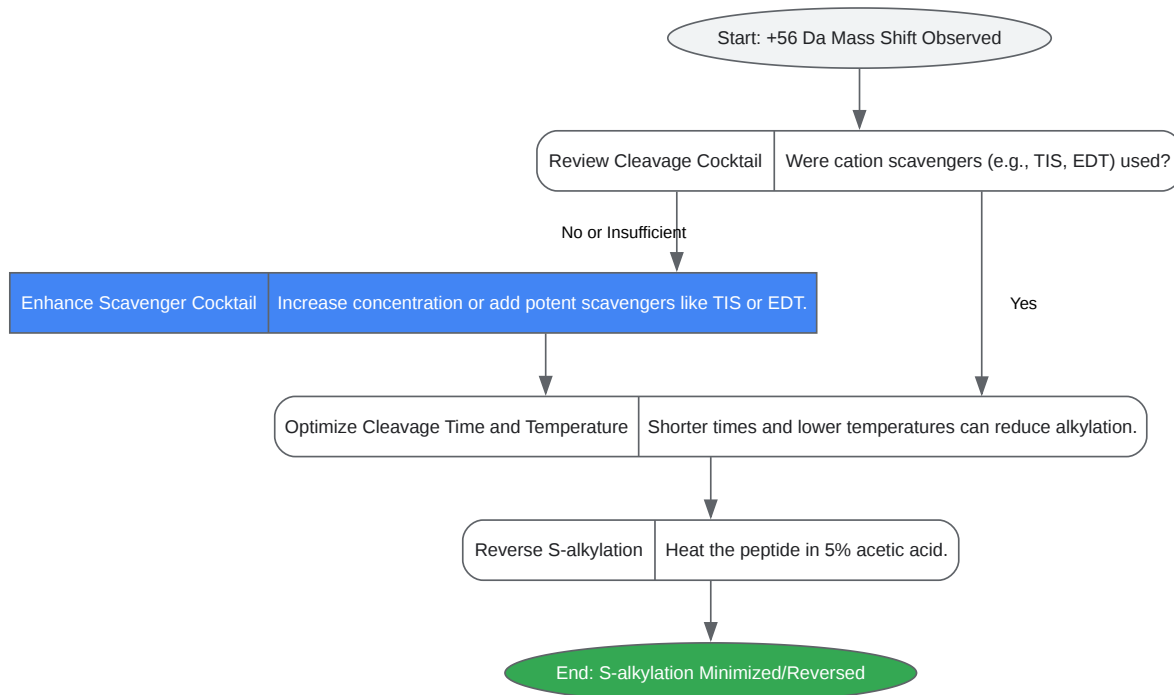 Start: +56 Da Mass Shift Observed
Review Cleavage Cocktail
Were cation scavengers (e.g., TIS, EDT) used?
No or Insufficient
Enhance Scavenger Cocktail
Increase concentration or add potent scavengers like TIS or EDT.
Yes
Optimize Cleavage Time and Temperature
Shorter times and lower temperatures can reduce alkylation.
Reverse S-alkylation
Heat the peptide in 5% acetic acid.
End: S-alkylation Minimized/Reversed